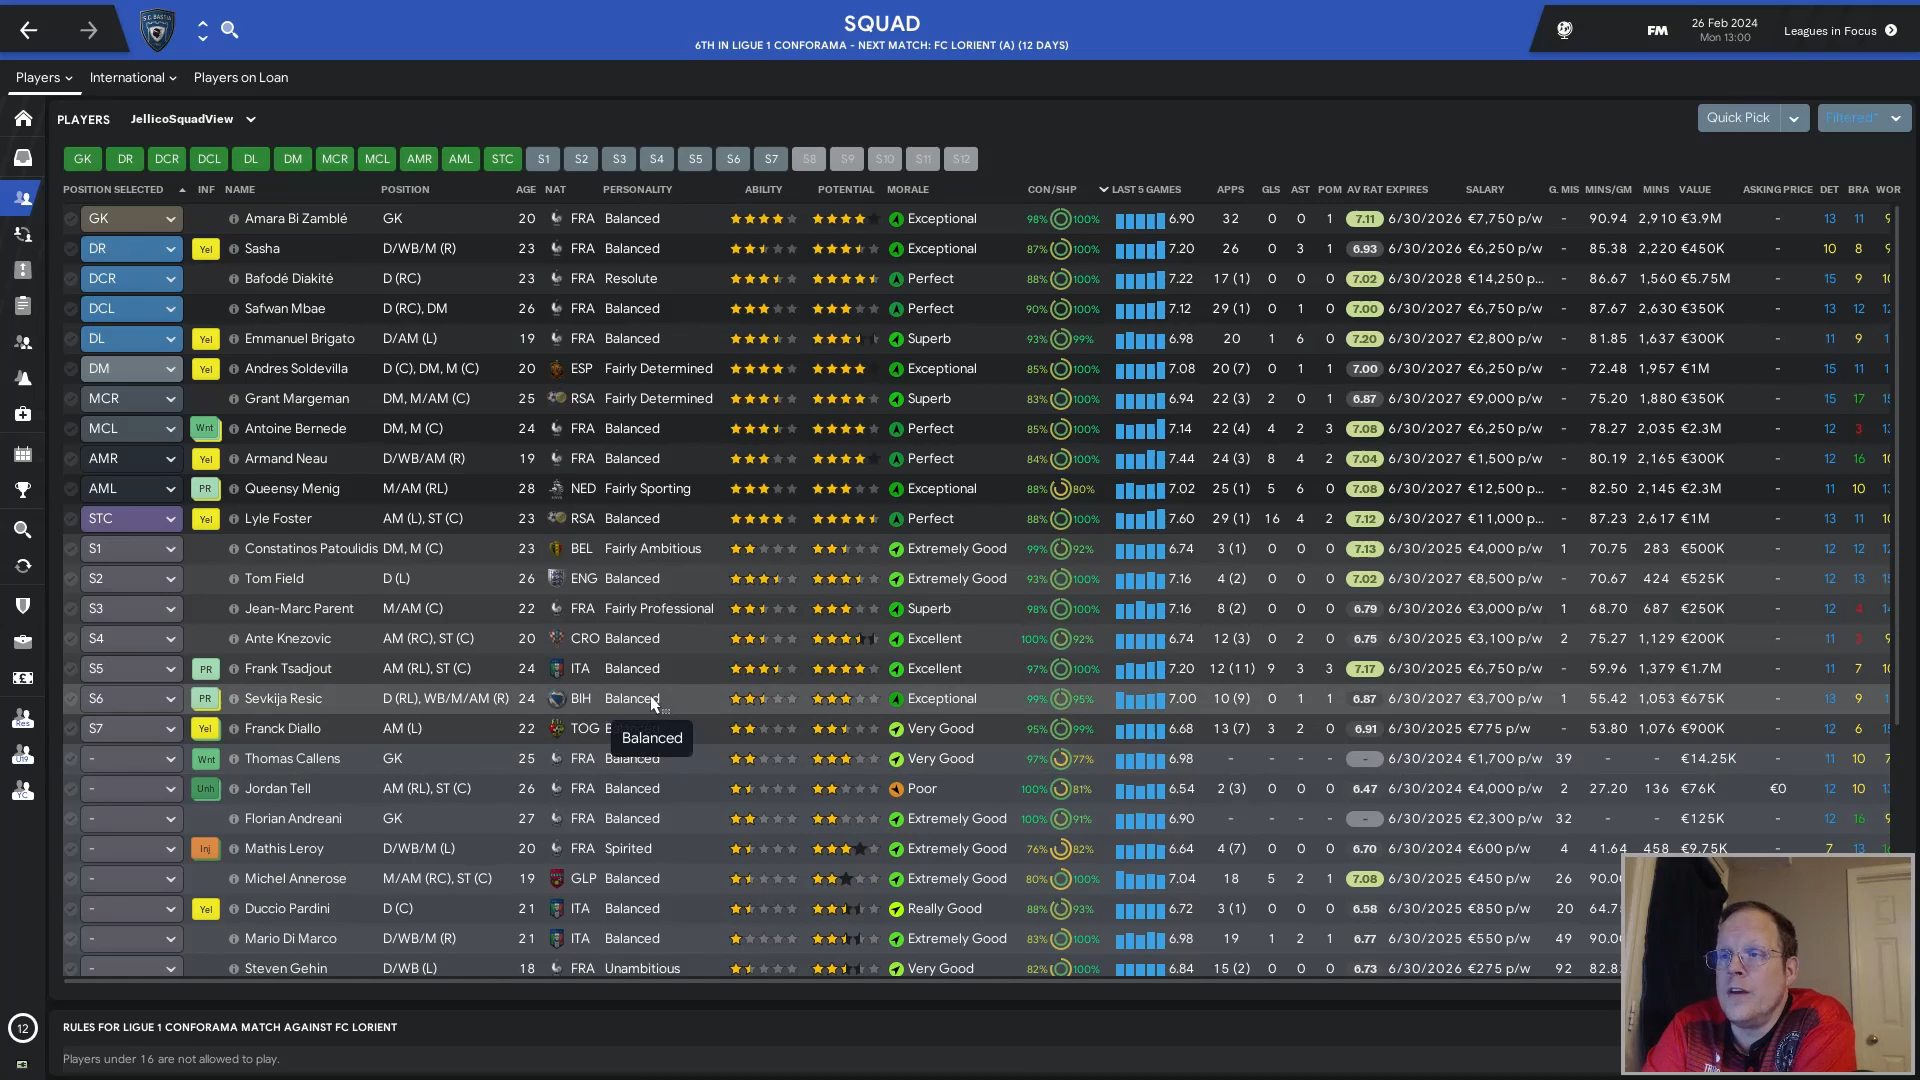 SQUAD
6TH IN LIGUE 1 CONFORAMA - NEXT MATCH: FC LORIENT (A) (12 DAYS)
FM
26 Feb 2024
Mon 13:00
Leagues in Focus
Players International Players on Loan
PLAYERS JellicoSquadView Quick Pick Filtered*
GK DR DCR DCL DL DM MCR MCL AMR AML STC S1 S2 S3 S4 S5 S6 S7 S8 S9 S10 S11 S12
POSITION SELECTED INF NAME POSITION AGE NAT PERSONALITY ABILITY POTENTIAL MORALE CON/SHP LAST 5 GAMES APPS GLS AST POM AV RAT EXPIRES SALARY G. MIS MINS/GM MINS VALUE ASKING PRICE DET BRA WOR
GK Amara Bi Zamblé GK 20 FRA Balanced Exceptional 98% 100% 6.90 32 0 0 1 7.11 6/30/2026 €7,750 p/w - 90.94 2,910 €3.9M - 13 11
DR Yel Sasha D/WB/M (R) 23 FRA Balanced Exceptional 87% 100% 7.20 26 0 3 1 6.93 6/30/2026 €6,250 p/w - 85.38 2,220 €450K - 10 8
DCR Bafodé Diakité D (RC) 23 FRA Resolute Perfect 88% 100% 7.22 17 (1) 0 0 0 7.02 6/30/2028 €14,250 p... - 86.67 1,560 €5.75M - 15 9
DCL Safwan Mbae D (RC), DM 26 FRA Balanced Perfect 90% 100% 7.12 29 (1) 0 1 0 7.00 6/30/2027 €6,750 p/w - 87.67 2,630 €350K - 13 12
DL Yel Emmanuel Brigato D/AM (L) 19 FRA Balanced Superb 93% 99% 6.98 20 1 6 0 7.20 6/30/2027 €2,800 p/w - 81.85 1,637 €300K - 11 9
DM Yel Andres Soldevilla D (C), DM, M (C) 20 ESP Fairly Determined Exceptional 85% 100% 7.08 20 (7) 0 1 1 7.00 6/30/2027 €6,250 p/w - 72.48 1,957 €1M - 15 11
MCR Grant Margeman DM, M/AM (C) 25 RSA Fairly Determined Superb 83% 100% 6.94 22 (3) 2 0 1 6.87 6/30/2027 €9,000 p/w - 75.20 1,880 €350K - 15 17
MCL Wnt Antoine Bernede DM, M (C) 24 FRA Balanced Perfect 85% 100% 7.14 22 (4) 4 2 3 7.08 6/30/2027 €6,250 p/w - 78.27 2,035 €2.3M - 12 3
AMR Yel Armand Neau D/WB/AM (R) 19 FRA Balanced Perfect 84% 100% 7.44 24 (3) 8 4 2 7.04 6/30/2027 €1,500 p/w - 80.19 2,165 €300K - 12 16
AML PR Queensy Menig M/AM (RL) 28 NED Fairly Sporting Exceptional 88% 80% 7.02 25 (1) 5 6 0 7.08 6/30/2027 €12,500 p/w... - 82.50 2,145 €2.3M - 11 10
STC Yel Lyle Foster AM (L), ST (C) 23 RSA Balanced Perfect 88% 100% 7.60 29 (1) 16 4 2 7.12 6/30/2027 €11,000 p/w... - 87.23 2,617 €1M - 13 11
S1 Constatinos Patoulidis DM, M (C) 23 BEL Fairly Ambitious Extremely Good 99% 92% 6.74 3 (1) 0 0 0 7.13 6/30/2025 €4,000 p/w 1 70.75 283 €500K - 12 12
S2 Tom Field D (L) 26 ENG Balanced Extremely Good 93% 100% 7.16 4 (2) 0 0 0 7.02 6/30/2027 €8,500 p/w - 70.67 424 €525K - 12 13
S3 Jean-Marc Parent M/AM (C) 22 FRA Fairly Professional Superb 98% 100% 7.16 8 (2) 0 0 0 6.79 6/30/2026 €3,000 p/w 1 68.70 687 €250K - 12 4
S4 Ante Knezovic AM (RC), ST (C) 20 CRO Balanced Excellent 100% 92% 6.74 12 (3) 0 2 0 6.75 6/30/2025 €3,100 p/w 2 75.27 1,129 €200K - 11 3
S5 PR Frank Tsadjout AM (RL), ST (C) 24 ITA Balanced Excellent 97% 100% 7.20 12 (11) 9 3 3 7.17 6/30/2025 €6,750 p/w - 59.96 1,379 €1.7M - 11 7
S6 PR Sevkija Resic D (RL), WB/M/AM (R) 24 BIH Balanced Exceptional 99% 95% 7.00 10 (9) 0 1 1 6.87 6/30/2027 €3,700 p/w 1 55.42 1,053 €675K - 13 9
S7 Yel Franck Diallo AM (L) 22 TOG B Very Good 95% 99% 6.68 13 (7) 3 2 0 6.91 6/30/2025 €775 p/w - 53.80 1,076 €900K - 12 6
Balanced
- Wnt Thomas Callens GK 25 FRA Balanced Very Good 97% 77% 6.98 - - - - - 6/30/2024 €1,700 p/w 39 - - €14.25K - 11 10
- Unh Jordan Tell AM (RL), ST (C) 26 FRA Balanced Poor 100% 81% 6.54 2 (3) 0 0 0 6.47 6/30/2024 €4,000 p/w 2 27.20 136 €76K €0 12 10
- Florian Andreani GK 27 FRA Balanced Extremely Good 100% 91% 6.90 - - - - - 6/30/2025 €2,300 p/w 32 - - €125K - 12 16
- Inj Mathis Leroy D/WB/M (L) 20 FRA Spirited Extremely Good 76% 82% 6.64 4 (7) 0 0 0 6.70 6/30/2024 €600 p/w 4 41.64 458 €9.75K - 7 13
- Michel Annerose M/AM (RC), ST (C) 19 GLP Balanced Extremely Good 80% 100% 7.04 18 5 2 1 7.08 6/30/2025 €450 p/w 26 90.0
- Yel Duccio Pardini D (C) 21 ITA Balanced Really Good 88% 93% 6.72 3 (1) 0 0 0 6.58 6/30/2025 €850 p/w 20 64.7
- Mario Di Marco D/WB/M (R) 21 ITA Balanced Extremely Good 83% 100% 6.98 19 1 2 1 6.77 6/30/2025 €550 p/w 49 90.0
- Steven Gehin D/WB (L) 18 FRA Unambitious Very Good 82% 100% 6.84 15 (2) 0 0 0 6.73 6/30/2026 €275 p/w 92 82.8
RULES FOR LIGUE 1 CONFORAMA MATCH AGAINST FC LORIENT
Players under 16 are not allowed to play.
12
Res
U19
YC